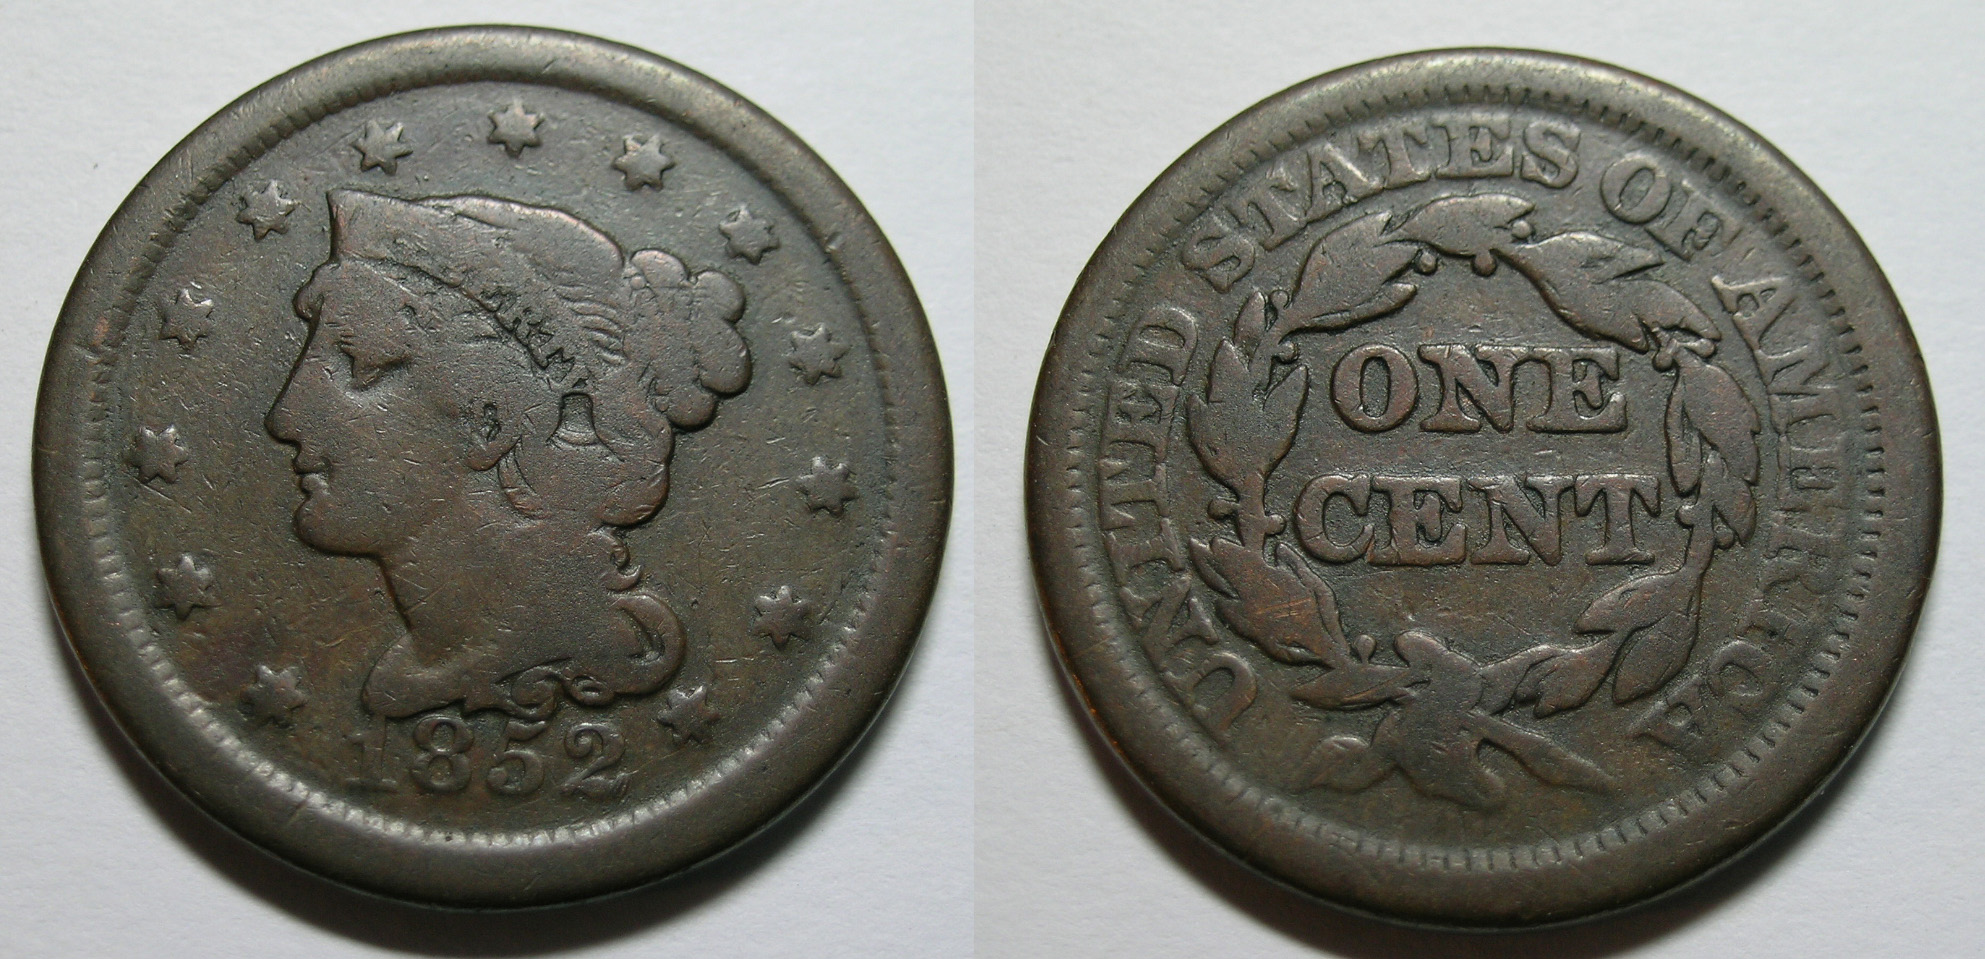 1852
UNITED STATES OF AMERICA
ONE
CENT